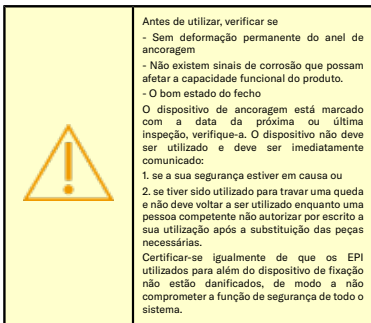 Antes de utilizar, verificar se
- Sem deformação permanente do anel de
ancoragem
- Não existem sinais de corrosão que possam
afetar a capacidade funcional do produto.
- O bom estado do fecho
O dispositivo de ancoragem está marcado
com a data da próxima ou última
inspeção, verifique-a. O dispositivo não deve
ser utilizado e deve ser imediatamente
comunicado:
1. se a sua segurança estiver em causa ou
2. se tiver sido utilizado para travar uma queda
e não deve voltar a ser utilizado enquanto uma
pessoa competente não autorizar por escrito a
sua utilização após a substituição das peças
necessárias.
Certificar-se igualmente de que os EPI
utilizados para além do dispositivo de fixação
não estão danificados, de modo a não
comprometer a função de segurança de todo o
sistema.